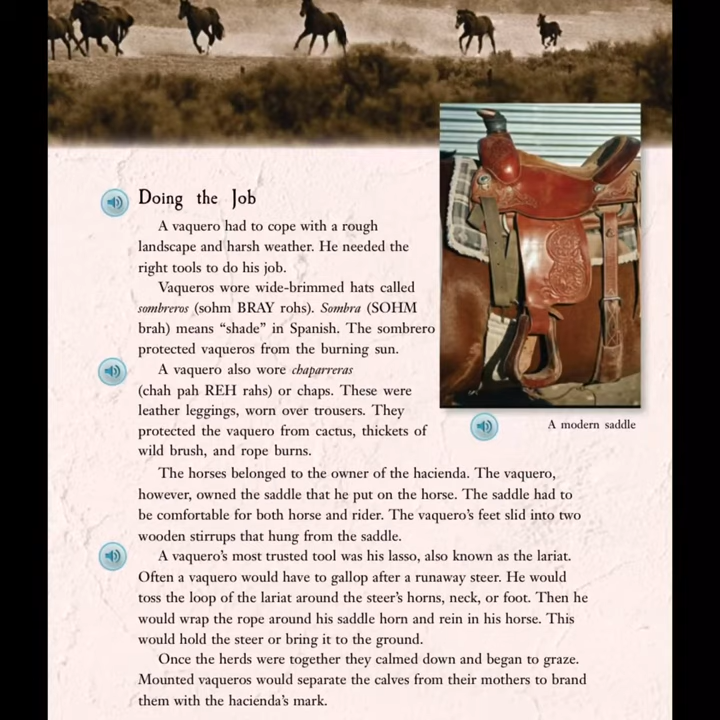 Doing the Job
A vaquero had to cope with a rough
landscape and harsh weather. He needed the
right tools to do his job.
Vaqueros wore wide-brimmed hats called
sombreros (sohm BRAY rohs). Sombra (SOHM
brah) means “shade” in Spanish. The sombrero
protected vaqueros from the burning sun.
A vaquero also wore chaparreras
(chah pah REH rahs) or chaps. These were
leather leggings, worn over trousers. They
protected the vaquero from cactus, thickets of
wild brush, and rope burns.
A modern saddle
The horses belonged to the owner of the hacienda. The vaquero,
however, owned the saddle that he put on the horse. The saddle had to
be comfortable for both horse and rider. The vaquero’s feet slid into two
wooden stirrups that hung from the saddle.
A vaquero’s most trusted tool was his lasso, also known as the lariat.
Often a vaquero would have to gallop after a runaway steer. He would
toss the loop of the lariat around the steer’s horns, neck, or foot. Then he
would wrap the rope around his saddle horn and rein in his horse. This
would hold the steer or bring it to the ground.
Once the herds were together they calmed down and began to graze.
Mounted vaqueros would separate the calves from their mothers to brand
them with the hacienda’s mark.